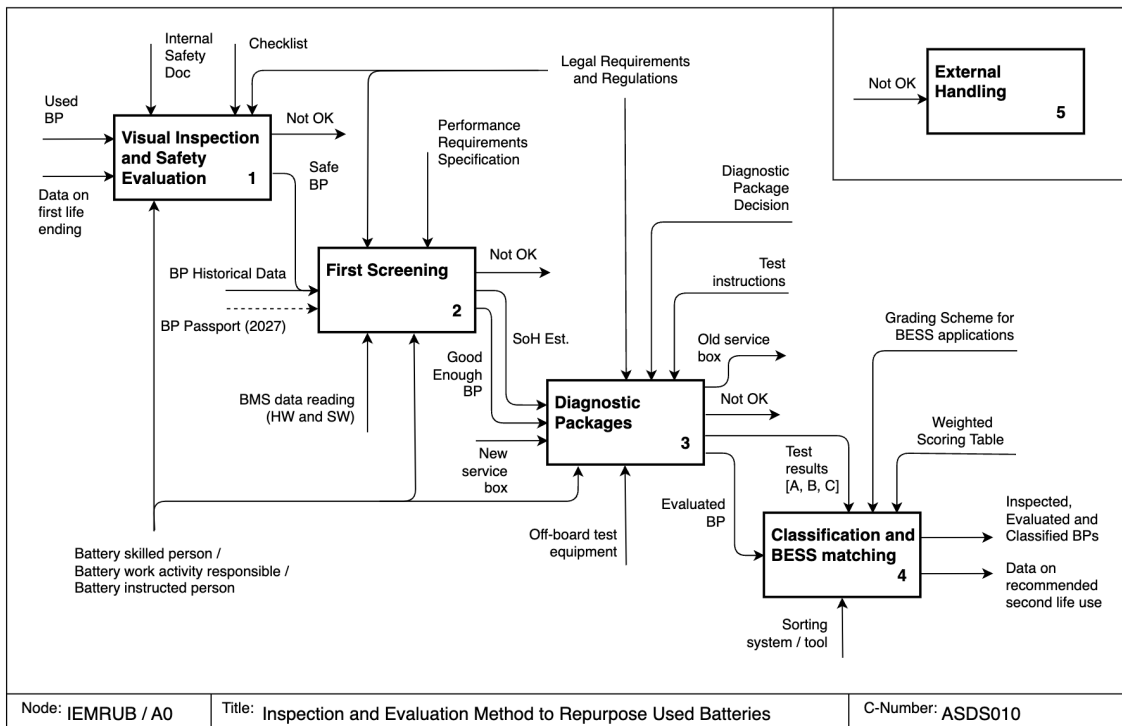 Internal
Safety
Doc
Checklist
Legal Requirements
and Regulations
Not OK
External
Handling
5
Used
BP
Not OK
Visual Inspection
and Safety
Evaluation
1
Data on
first life
ending
Safe
BP
Performance
Requirements
Specification
Diagnostic
Package
Decision
BP Historical Data
BP Passport (2027)
First Screening
2
Not OK
Test
instructions
SoH Est.
Good
Enough
BP
BMS data reading
(HW and SW)
Old service
box
Grading Scheme for
BESS applications
Diagnostic
Packages
3
Not OK
New
service
box
Test
results
[A, B, C]
Weighted
Scoring Table
Evaluated
BP
Off-board test
equipment
Classification and
BESS matching
4
Inspected,
Evaluated and
Classified BPs
Data on
recommended
second life use
Battery skilled person /
Battery work activity responsible /
Battery instructed person
Sorting
system / tool
Node: IEMRUB / A0
Title: Inspection and Evaluation Method to Repurpose Used Batteries
C-Number: ASDS010